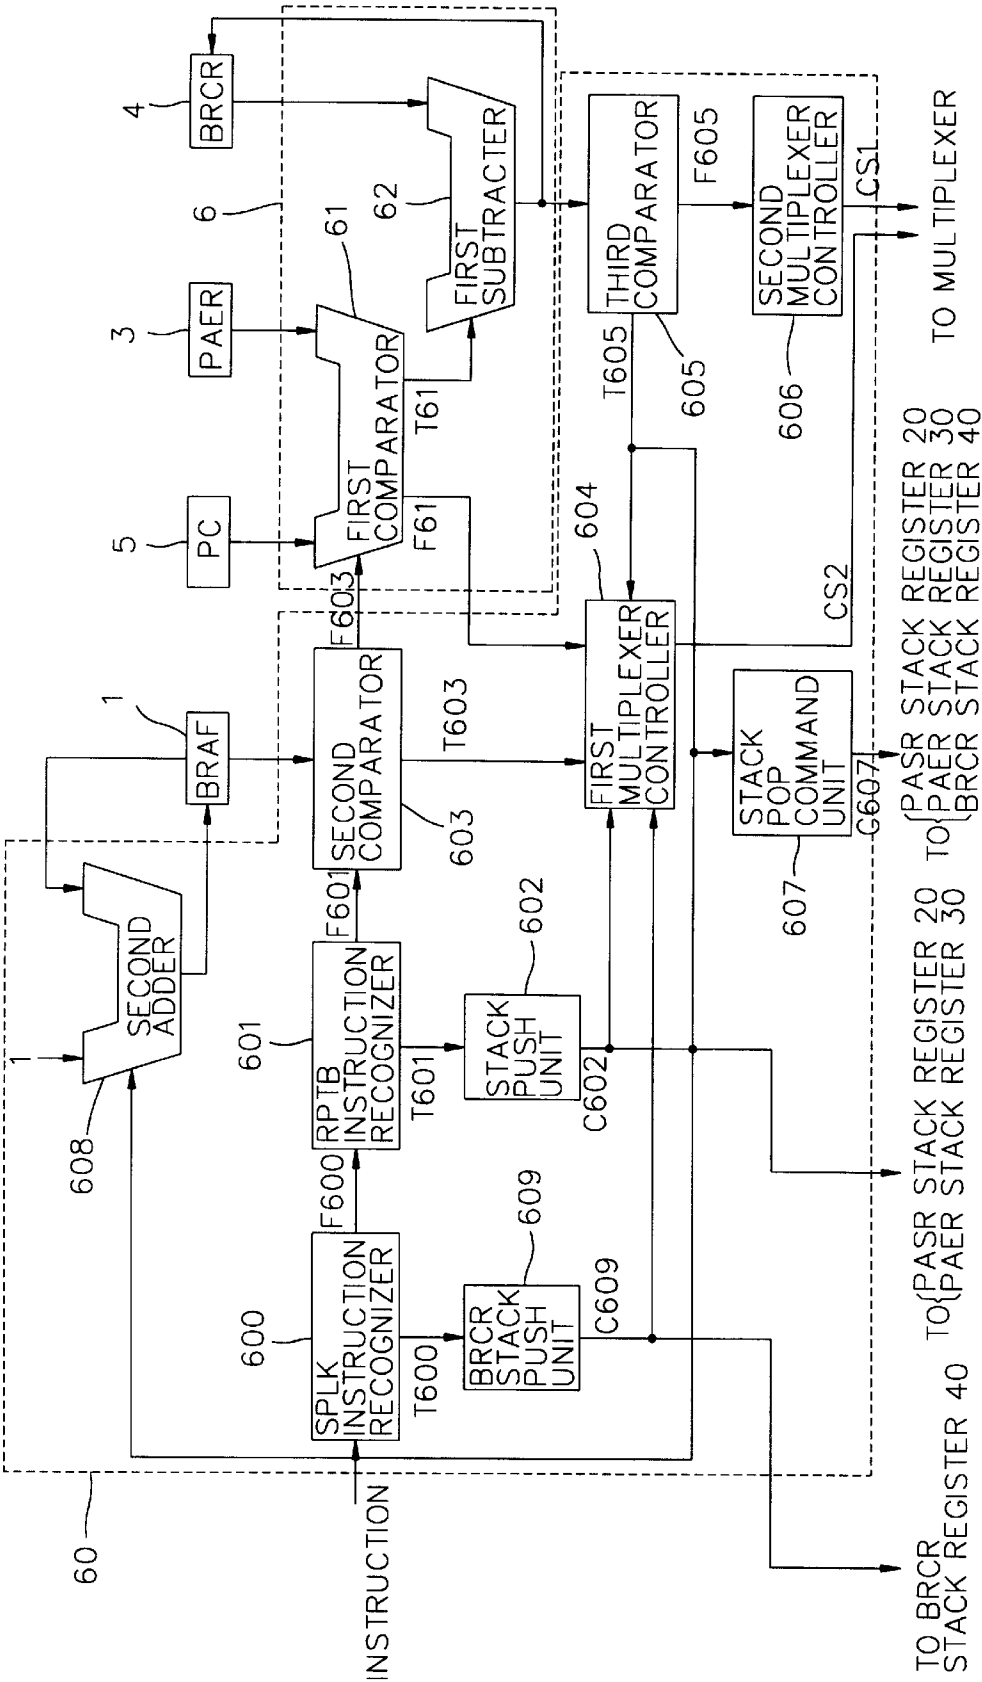 60
INSTRUCTION
608
1
SECOND
ADDER
1
BRAF
5
PC
3
PAER
4
BRCR
6
600
SPLK
INSTRUCTION
RECOGNIZER
F600
T600
601
RPTB
INSTRUCTION
RECOGNIZER
F601
T601
SECOND
COMPARATOR
603
F603
T603
FIRST
COMPARATOR
61
F61
T61
62
FIRST
SUBTRACTER
609
BRCR
STACK
PUSH
UNIT
C609
602
STACK
PUSH
UNIT
C602
604
FIRST
MULTIPLEXER
CONTROLLER
THIRD
COMPARATOR
605
T605
F605
607
STACK
POP
COMMAND
UNIT
C607
606
SECOND
MULTIPLEXER
CONTROLLER
CS1
CS2
TO BRCR
STACK REGISTER 40
TO{PASR STACK REGISTER 20
PAER STACK REGISTER 30
TO{PASR STACK REGISTER 20
PAER STACK REGISTER 30
BRCR STACK REGISTER 40
TO MULTIPLEXER